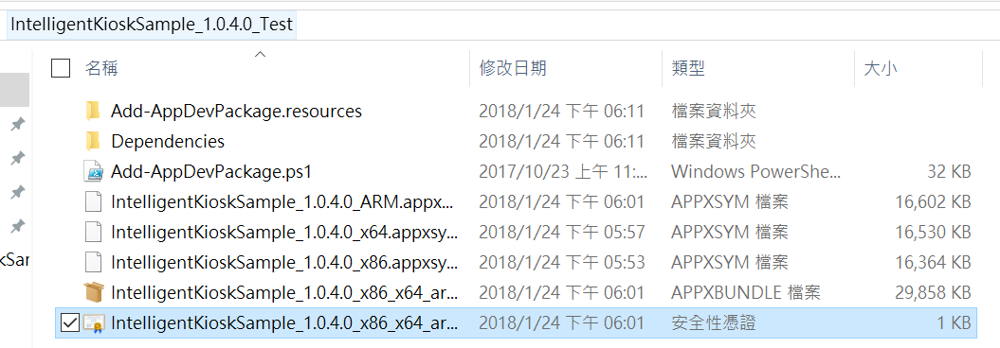 IntelligentKioskSample_1.0.4.0_Test
名稱 修改日期 類型 大小
Add-AppDevPackage.resources 2018/1/24 下午 06:11 檔案資料夾
Dependencies 2018/1/24 下午 06:11 檔案資料夾
Add-AppDevPackage.ps1 2017/10/23 上午 11:... Windows PowerShe... 32 KB
IntelligentKioskSample_1.0.4.0_ARM.appx... 2018/1/24 下午 06:01 APPXSYM 檔案 16,602 KB
IntelligentKioskSample_1.0.4.0_x64.appxsy... 2018/1/24 下午 05:57 APPXSYM 檔案 16,530 KB
kSar IntelligentKioskSample_1.0.4.0_x86.appxsy... 2018/1/24 下午 05:53 APPXSYM 檔案 16,364 KB
IntelligentKioskSample_1.0.4.0_x86_x64_ar... 2018/1/24 下午 06:01 APPXBUNDLE 檔案 29,858 KB
IntelligentKioskSample_1.0.4.0_x86_x64_ar... 2018/1/24 下午 06:01 安全性憑證 1 KB